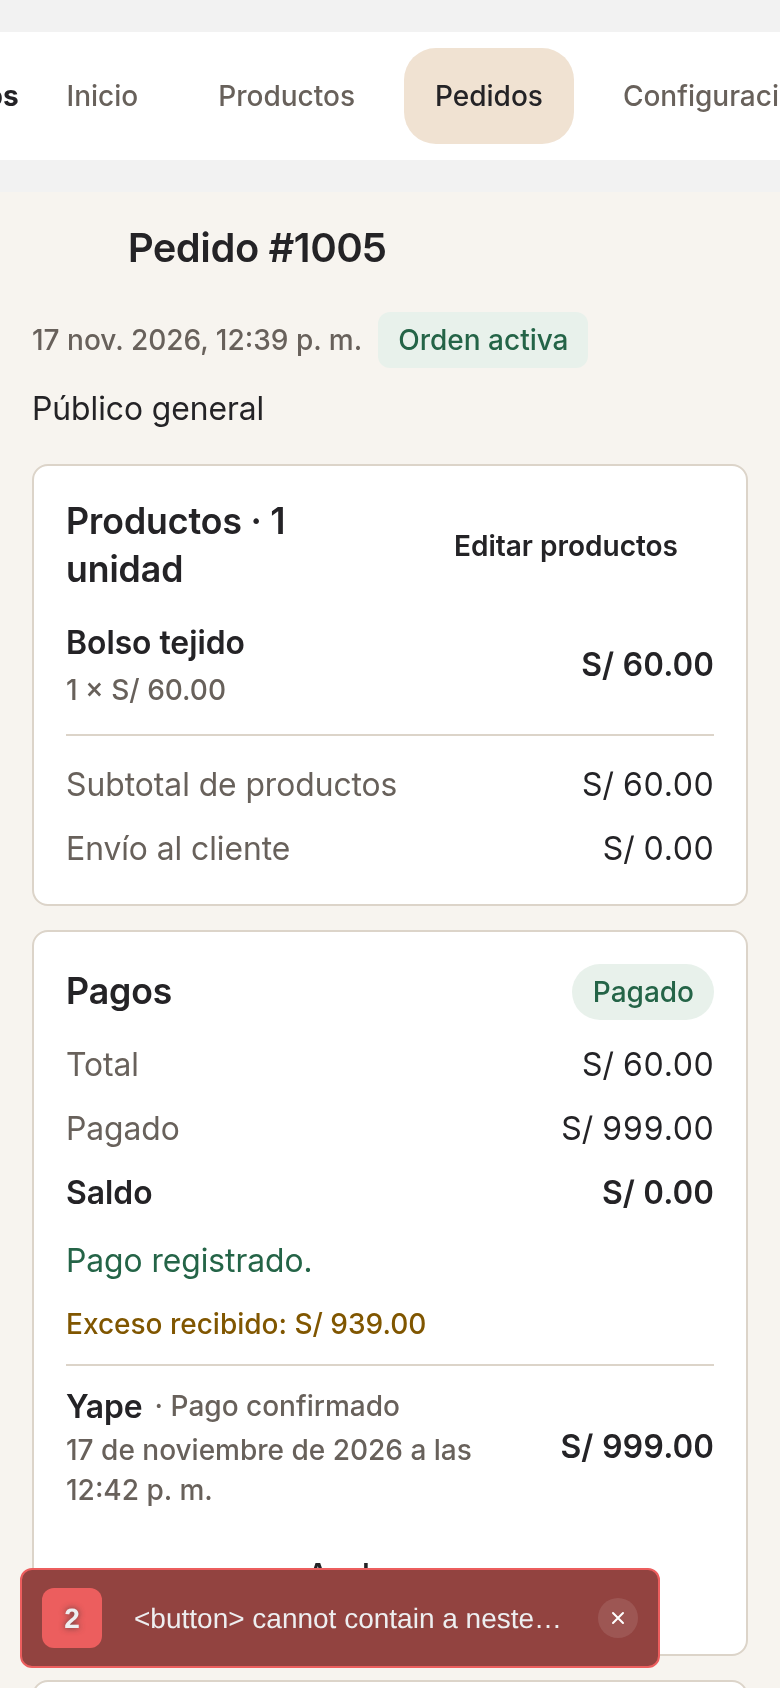 os Inicio Productos Pedidos Configuraci
Pedido #1005
17 nov. 2026, 12:39 p. m. Orden activa
Público general
Productos · 1
unidad
Editar productos
Bolso tejido
1 × S/ 60.00
S/ 60.00
Subtotal de productos S/ 60.00
Envío al cliente S/ 0.00
Pagos Pagado
Total S/ 60.00
Pagado S/ 999.00
Saldo S/ 0.00
Pago registrado.
Exceso recibido: S/ 939.00
Yape · Pago confirmado
17 de noviembre de 2026 a las
12:42 p. m.
S/ 999.00
2 <button> cannot contain a neste… ×